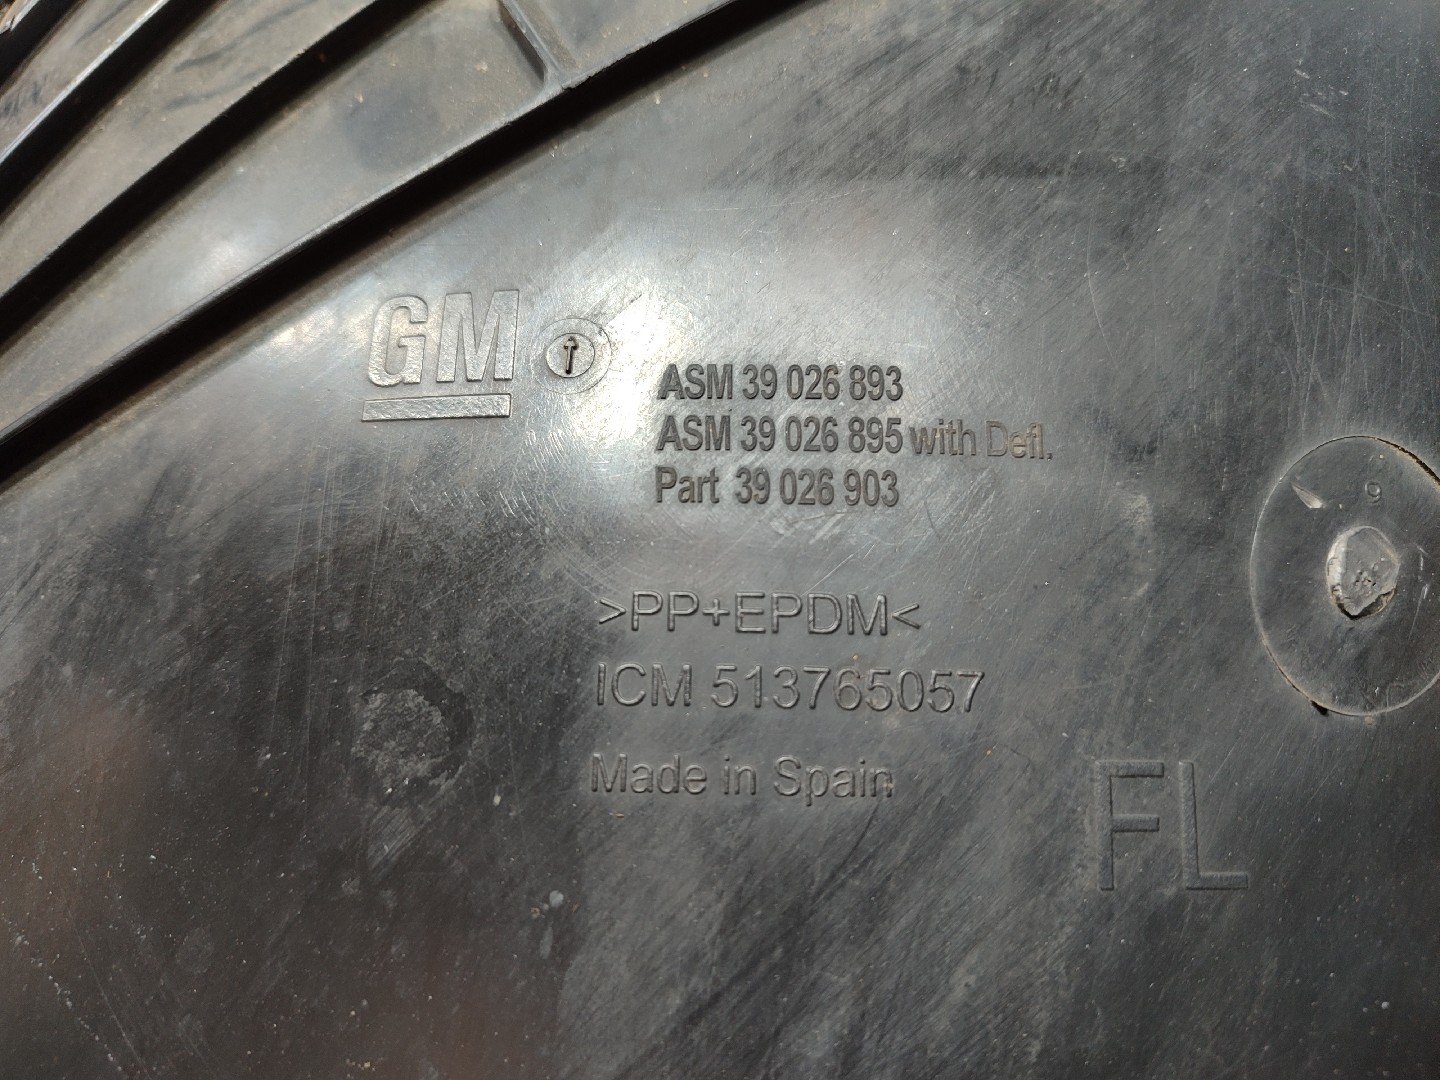 GM
ASM 39 026 893
ASM 39 026 895 with Defl.
Part 39 026 903
>PP+EPDM<
ICM 513765057
Made in Spain
FL
9